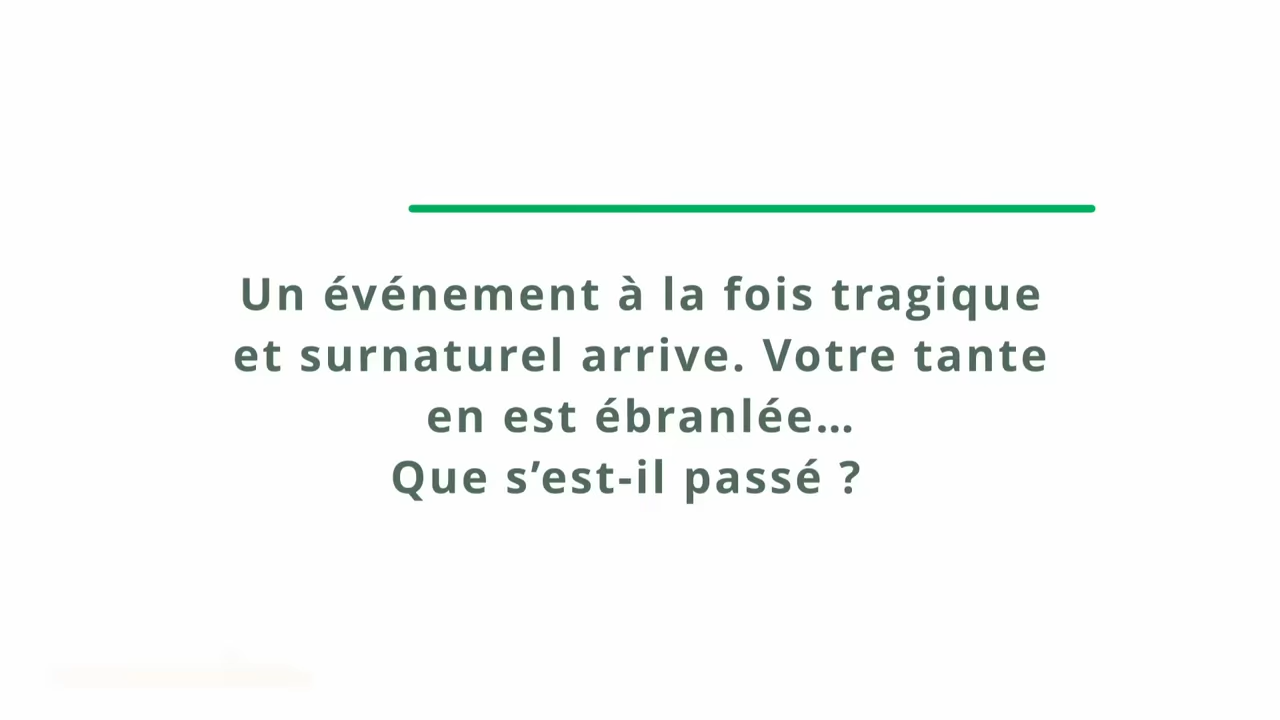 Un événement à la fois tragique
et surnaturel arrive. Votre tante
en est ébranlée…
Que s’est-il passé ?